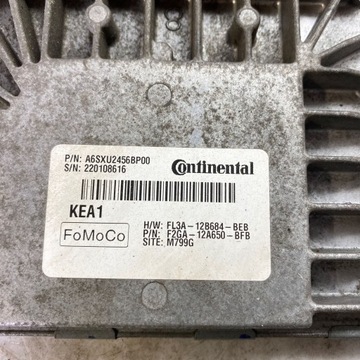 P/N: A6SXU2456BP00
S/N: 220108616
Continental
KEA1
FoMoCo
H/W: FL3A-12B684-BEB
P/N: F2GA-12A650-BFB
SITE: M799G